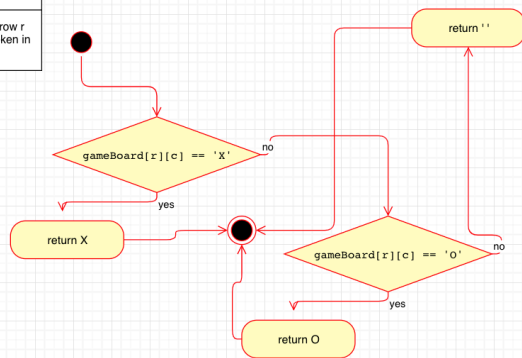 row r
ken in
return ' '
gameBoard[r][c] == 'X'
no
yes
return X
gameBoard[r][c] == 'O'
no
yes
return O